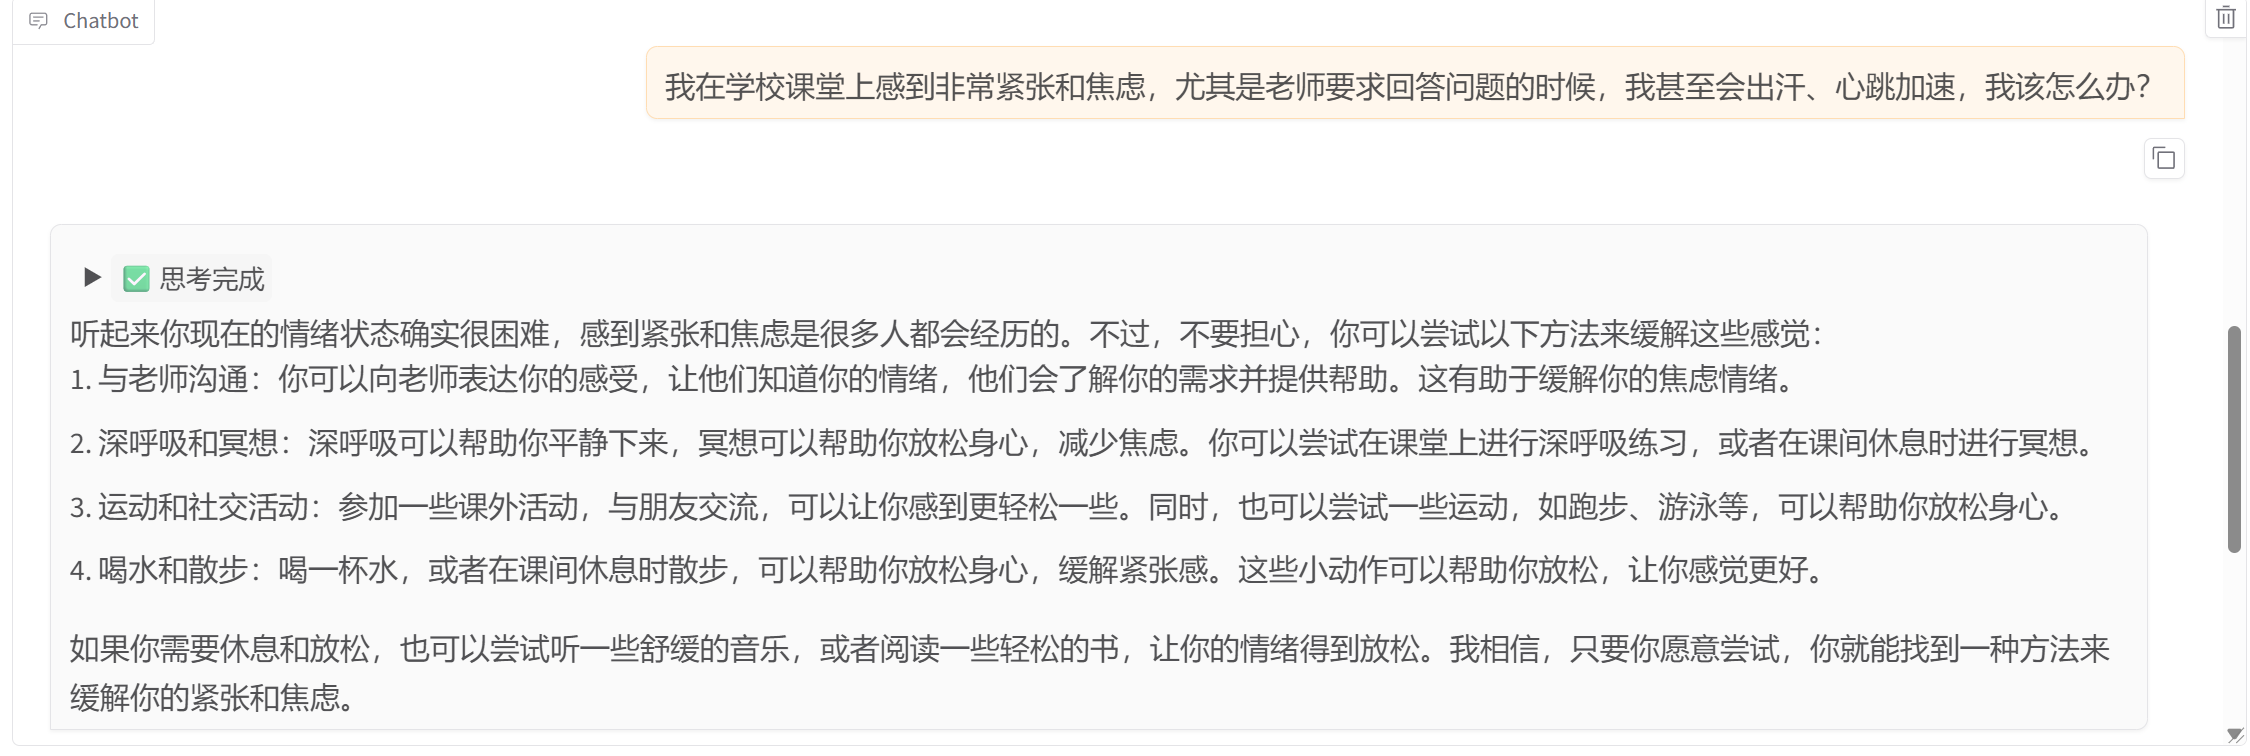 Chatbot
我在学校课堂上感到非常紧张和焦虑，尤其是老师要求回答问题的时候，我甚至会出汗、心跳加速，我该怎么办？
思考完成
听起来你现在的情绪状态确实很困难，感到紧张和焦虑是很多人都会经历的。不过，不要担心，你可以尝试以下方法来缓解这些感觉：
1. 与老师沟通：你可以向老师表达你的感受，让他们知道你的情绪，他们会了解你的需求并提供帮助。这有助于缓解你的焦虑情绪。
2. 深呼吸和冥想：深呼吸可以帮助你平静下来，冥想可以帮助你放松身心，减少焦虑。你可以尝试在课堂上进行深呼吸练习，或者在课间休息时进行冥想。
3. 运动和社交活动：参加一些课外活动，与朋友交流，可以让你感到更轻松一些。同时，也可以尝试一些运动，如跑步、游泳等，可以帮助你放松身心。
4. 喝水和散步：喝一杯水，或者在课间休息时散步，可以帮助你放松身心，缓解紧张感。这些小动作可以帮助你放松，让你感觉更好。
如果你需要休息和放松，也可以尝试听一些舒缓的音乐，或者阅读一些轻松的书，让你的情绪得到放松。我相信，只要你愿意尝试，你就能找到一种方法来
缓解你的紧张和焦虑。